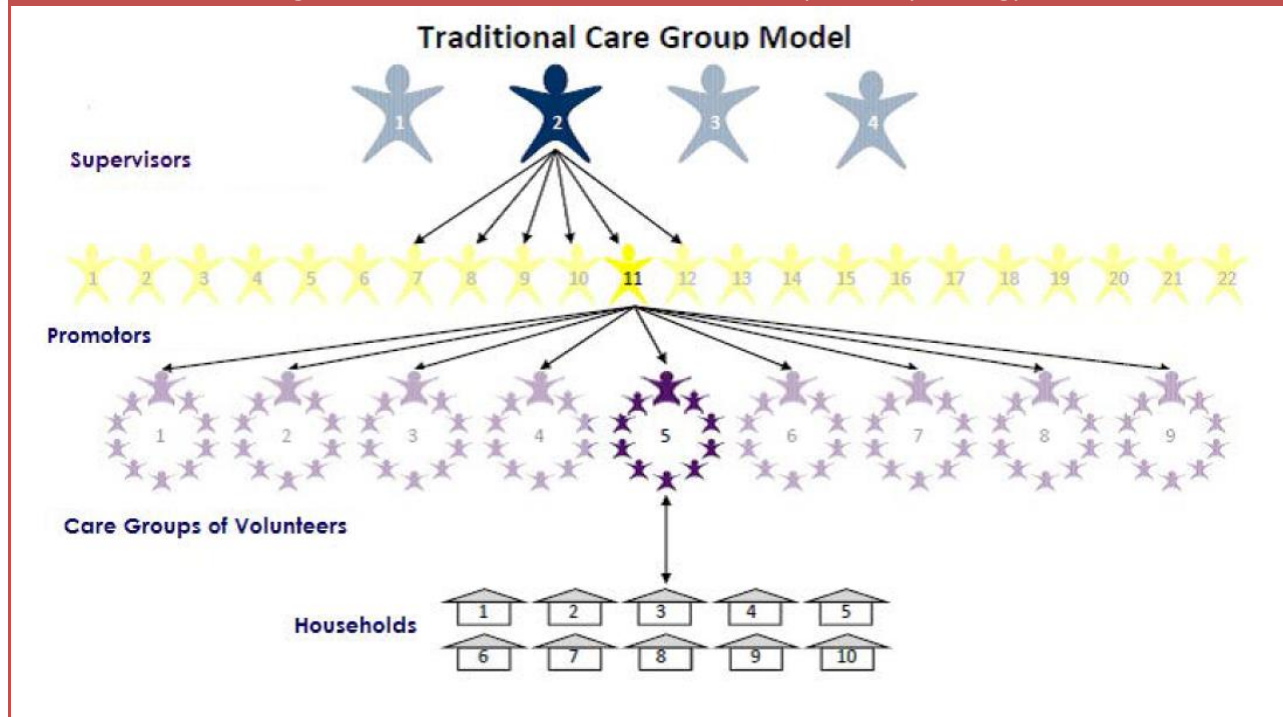 Traditional Care Group Model
1 2 3 4
Supervisors
1 2 3 4 5 6 7 8 9 10 11 12 13 14 15 16 17 18 19 20 21 22
Promotors
1 2 3 4 5 6 7 8 9
Care Groups of Volunteers
1 2 3 4 5
Households
6 7 8 9 10